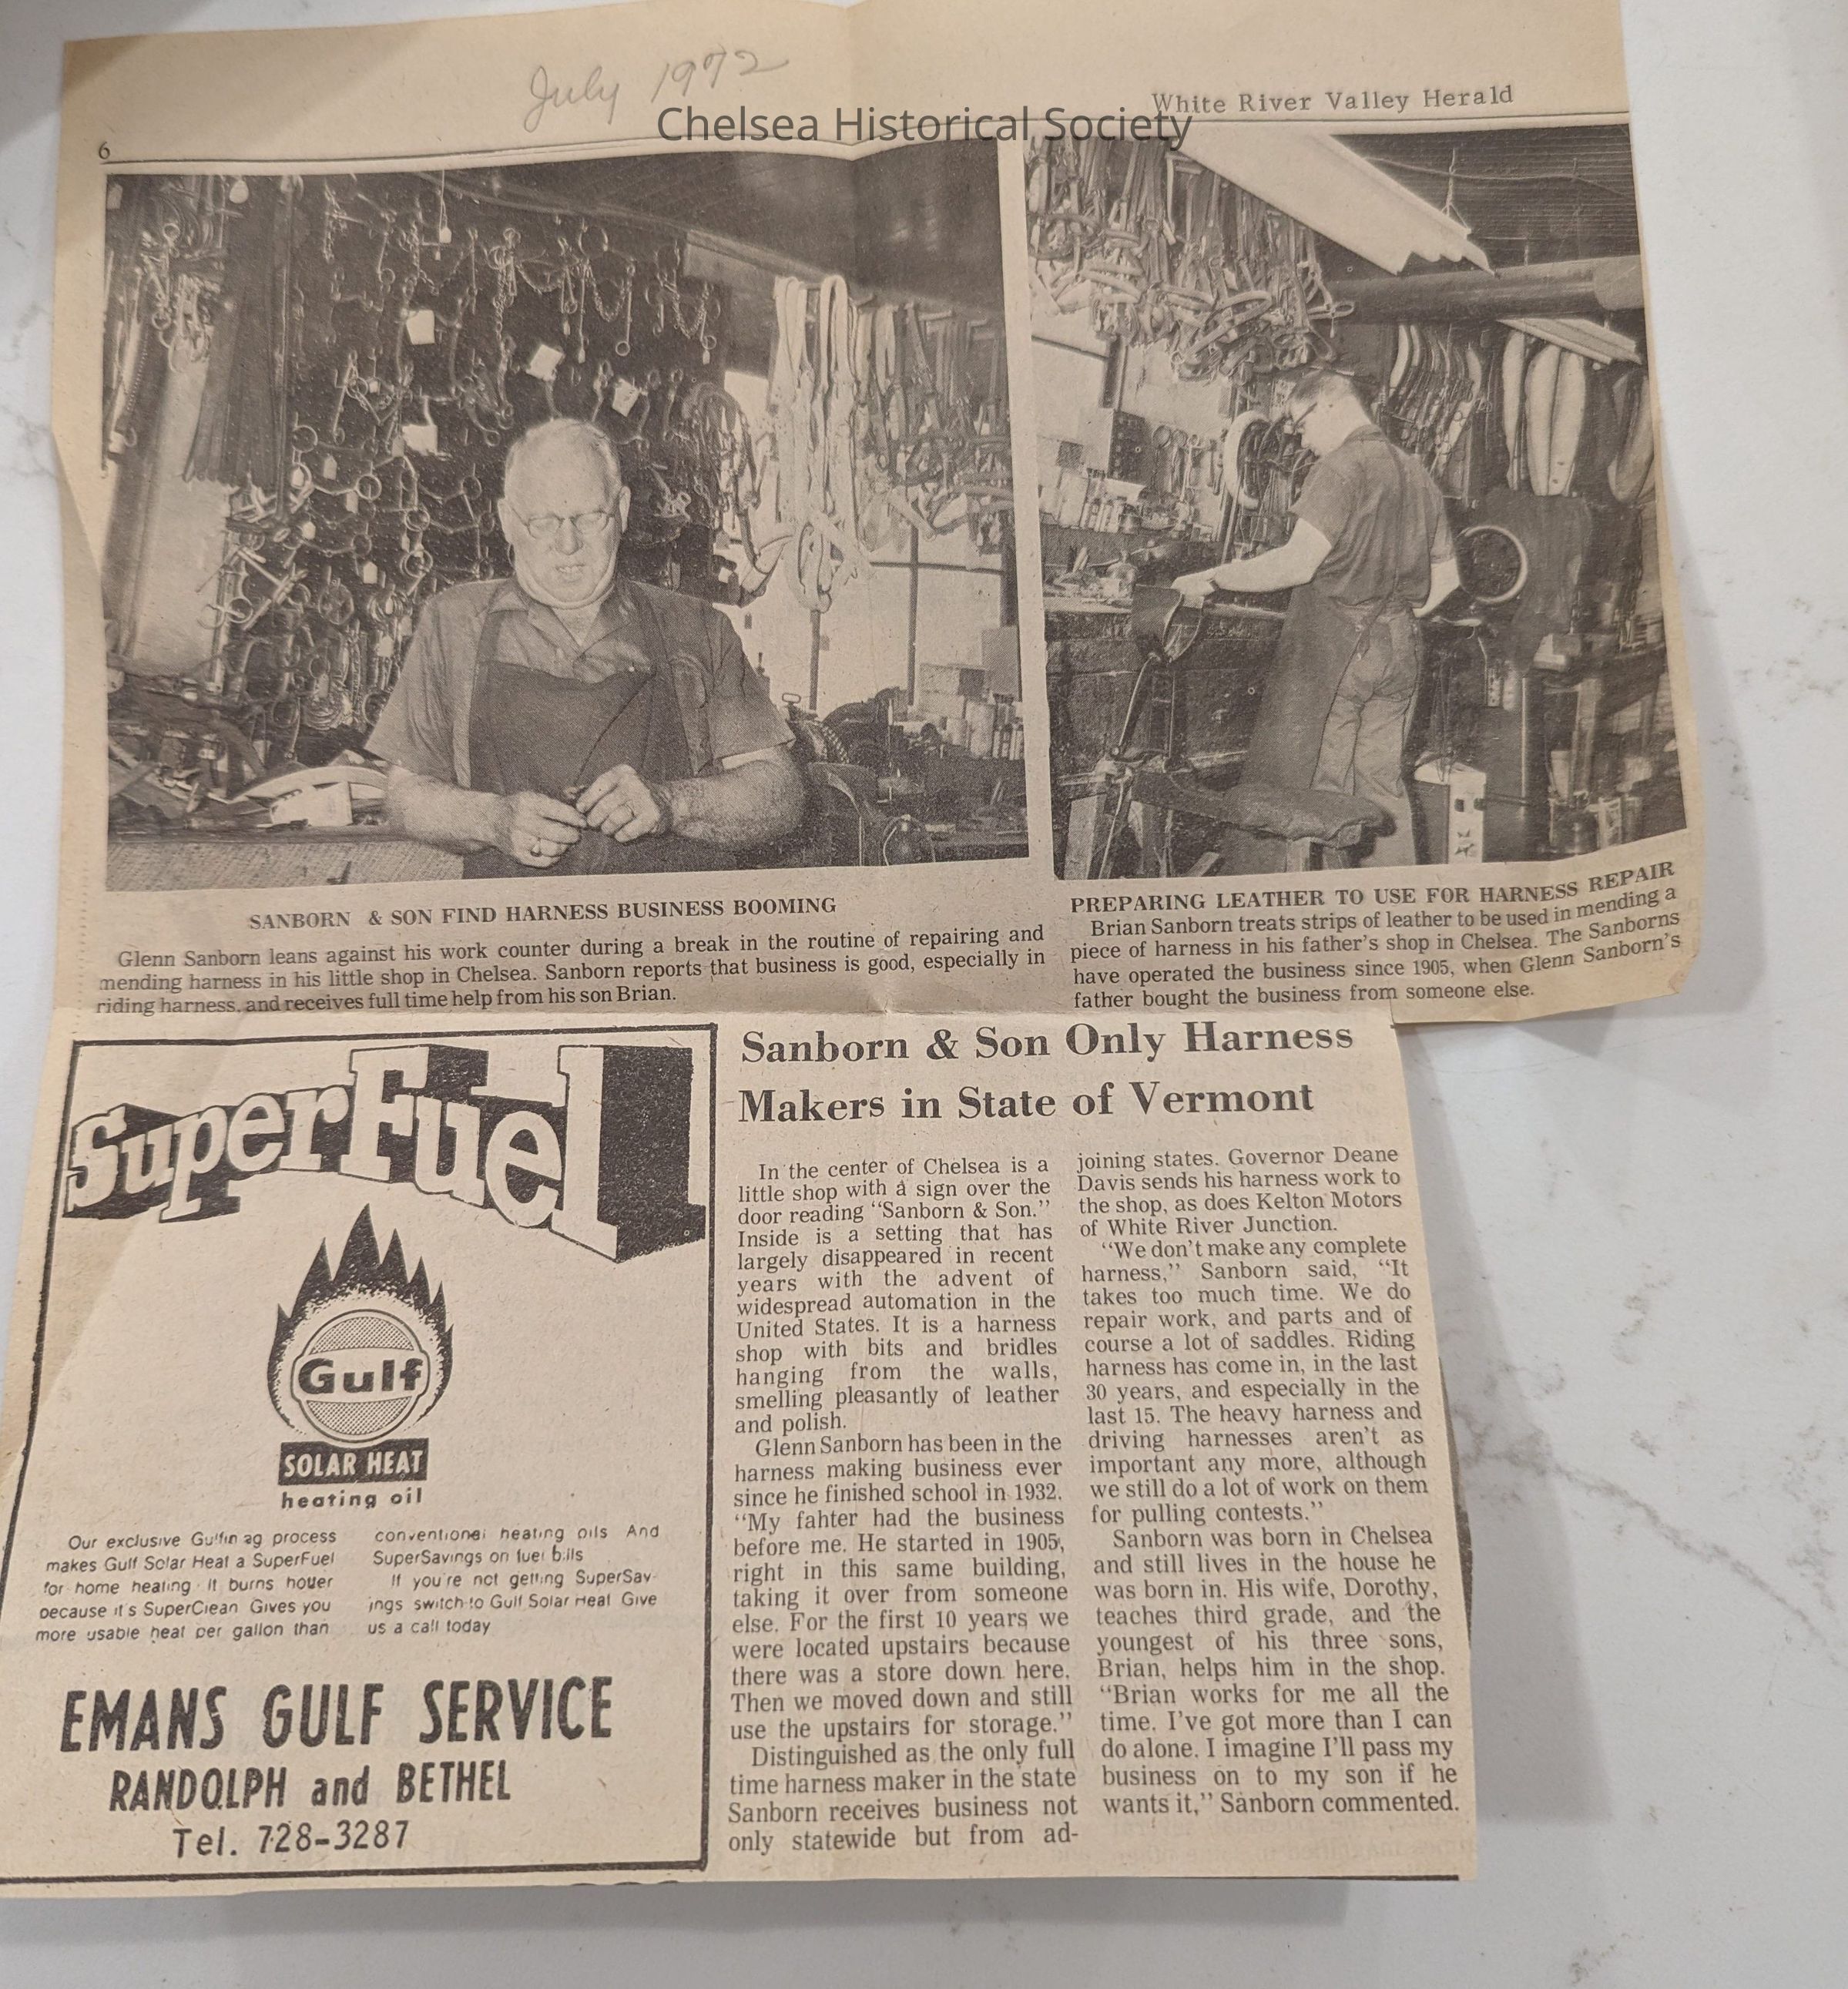 July 1972
White River Valley Herald
Chelsea Historical Society
6
SANBORN & SON FIND HARNESS BUSINESS BOOMING
Glenn Sanborn leans against his work counter during a break in the routine of repairing and
mending harness in his little shop in Chelsea. Sanborn reports that business is good, especially in
riding harness, and receives full time help from his son Brian.
PREPARING LEATHER TO USE FOR HARNESS REPAIR
Brian Sanborn treats strips of leather to be used in mending a
piece of harness in his father's shop in Chelsea. The Sanborns
have operated the business since 1905, when Glenn Sanborn's
father bought the business from someone else.
SuperFuel
Gulf
SOLAR HEAT
heating oil
Our exclusive process
makes Gulf Solar Heat a SuperFuel
for home heating It burns hotter
because it's SuperClean Gives you
more usable heat per gallon than
conventional heating oils And
SuperSavings on fuel bills
If you're not getting SuperSav-
ings switch to Gulf Solar Heat Give
us a call today
EMANS GULF SERVICE
RANDOLPH and BETHEL
Tel. 728-3287
Sanborn & Son Only Harness
Makers in State of Vermont
In the center of Chelsea is a
little shop with a sign over the
door reading "Sanborn & Son."
Inside is a setting that has
largely disappeared in recent
years with the advent of
widespread automation in the
United States. It is a harness
shop with bits and bridles
hanging from the walls,
smelling pleasantly of leather
and polish.
Glenn Sanborn has been in the
harness making business ever
since he finished school in 1932.
"My fahter had the business
before me. He started in 1905,
right in this same building,
taking it over from someone
else. For the first 10 years we
were located upstairs because
there was a store down here.
Then we moved down and still
use the upstairs for storage."
Distinguished as the only full
time harness maker in the state
Sanborn receives business not
only statewide but from ad-
joining states. Governor Deane
Davis sends his harness work to
the shop, as does Kelton Motors
of White River Junction.
"We don't make any complete
harness," Sanborn said, "It
takes too much time. We do
repair work, and parts and of
course a lot of saddles. Riding
harness has come in, in the last
30 years, and especially in the
last 15. The heavy harness and
driving harnesses aren't as
important any more, although
we still do a lot of work on them
for pulling contests."
Sanborn was born in Chelsea
and still lives in the house he
was born in. His wife, Dorothy,
teaches third grade, and the
youngest of his three sons,
Brian, helps him in the shop.
"Brian works for me all the
time. I've got more than I can
do alone. I imagine I'll pass my
business on to my son if he
wants it," Sanborn commented.